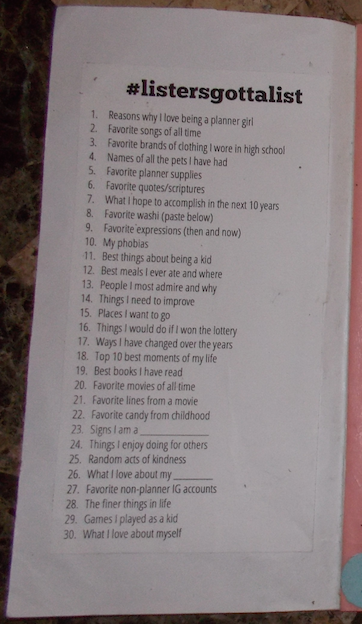 #listersgottalist
1. Reasons why I love being a planner girl
2. Favorite songs of all time
3. Favorite brands of clothing I wore in high school
4. Names of all the pets I have had
5. Favorite planner supplies
6. Favorite quotes/scriptures
7. What I hope to accomplish in the next 10 years
8. Favorite washi (paste below)
9. Favorite expressions (then and now)
10. My phobias
11. Best things about being a kid
12. Best meals I ever ate and where
13. People I most admire and why
14. Things I need to improve
15. Places I want to go
16. Things I would do if I won the lottery
17. Ways I have changed over the years
18. Top 10 best moments of my life
19. Best books I have read
20. Favorite movies of all time
21. Favorite lines from a movie
22. Favorite candy from childhood
23. Signs I am a ____________
24. Things I enjoy doing for others
25. Random acts of kindness
26. What I love about my _______
27. Favorite non-planner IG accounts
28. The finer things in life
29. Games I played as a kid
30. What I love about myself